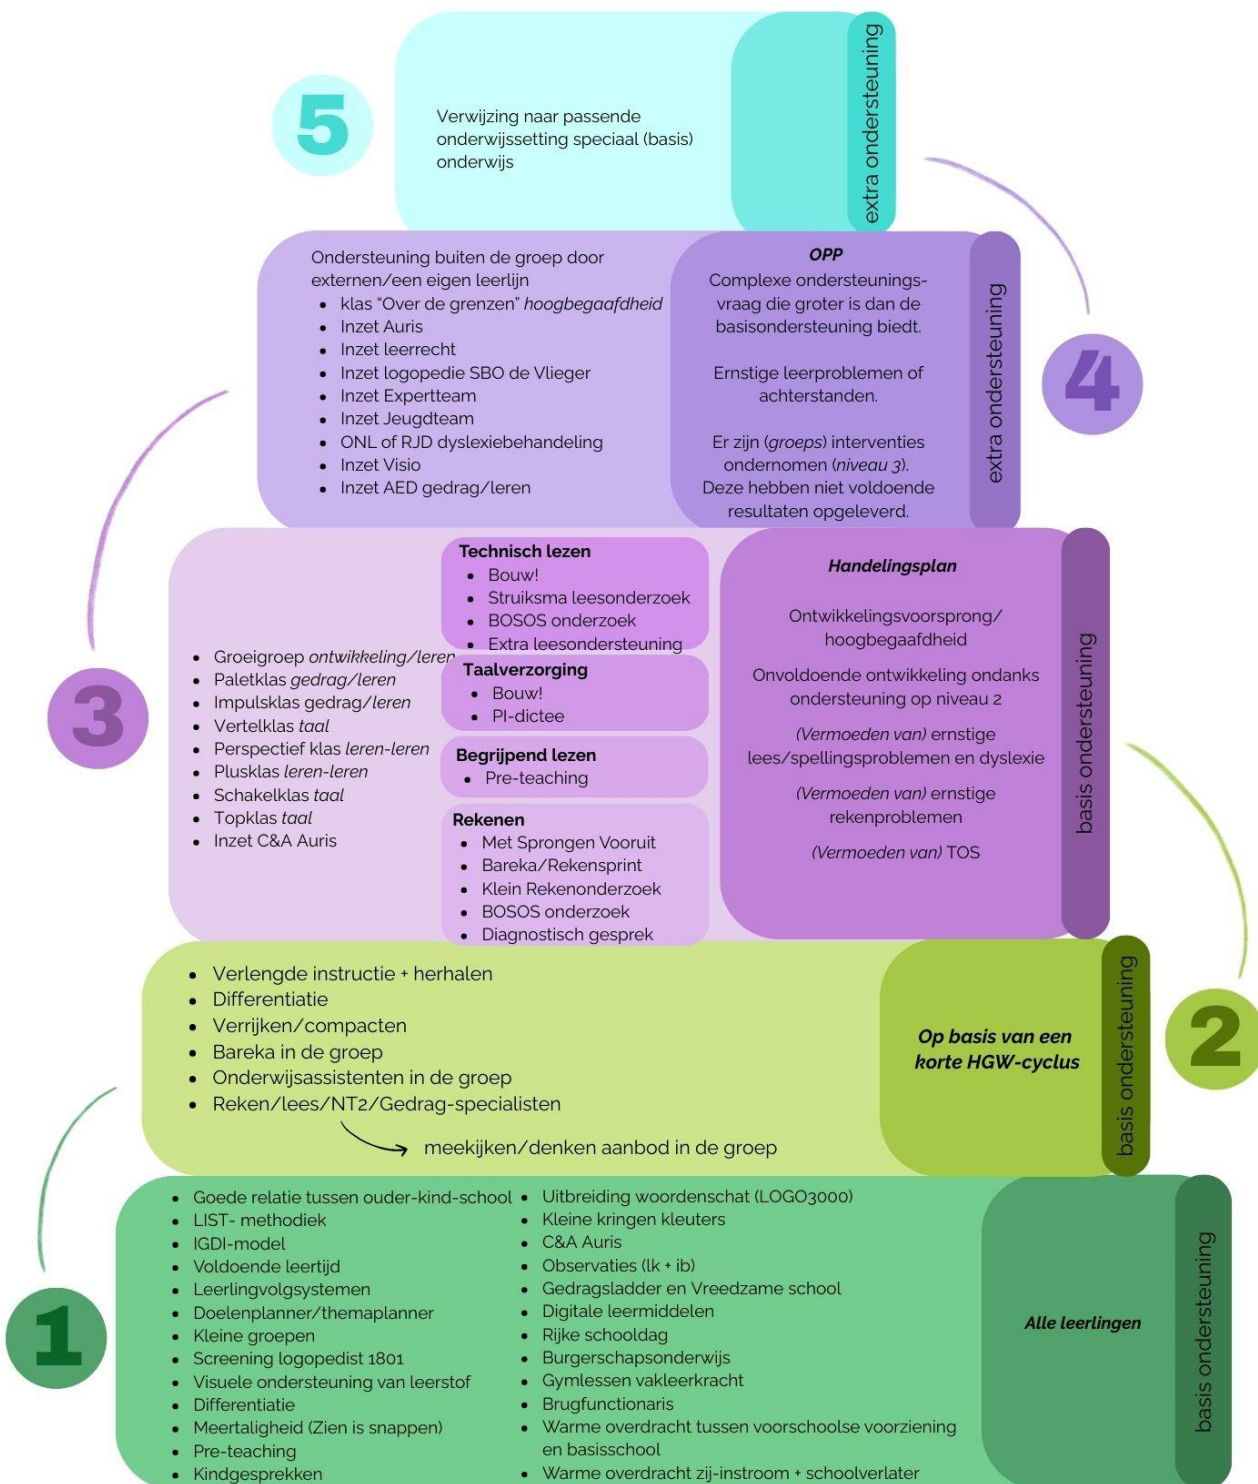 5
Verwijzing naar passende
onderwijssetting speciaal (basis)
onderwijs
extra ondersteuning
4
Ondersteuning buiten de groep door
externen/een eigen leerlijn
• klas "Over de grenzen" hoogbegaafdheid
• Inzet Auris
• Inzet leerrecht
• Inzet logopedie SBO de Vlieger
• Inzet Expertteam
• Inzet Jeugdteam
• ONL of RJD dyslexiebehandeling
• Inzet Visio
• Inzet AED gedrag/leren
OPP
Complexe ondersteunings-
vraag die groter is dan de
basisondersteuning biedt.
Ernstige leerproblemen of
achterstanden.
Er zijn (groeps) interventies
ondernomen (niveau 3).
Deze hebben niet voldoende
resultaten opgeleverd.
extra ondersteuning
3
• Groeigroep ontwikkeling/leren
• Paletklas gedrag/leren
• Impulsklas gedrag/leren
• Vertelklas taal
• Perspectief klas leren-leren
• Plusklas leren-leren
• Schakelklas taal
• Topklas taal
• Inzet C&A Auris
Technisch lezen
• Bouw!
• Struiksma leesonderzoek
• BOSOS onderzoek
• Extra leesondersteuning
Taalverzorging
• Bouw!
• PI-dictee
Begrijpend lezen
• Pre-teaching
Rekenen
• Met Sprongen Vooruit
• Bareka/Rekensprint
• Klein Rekenonderzoek
• BOSOS onderzoek
• Diagnostisch gesprek
Handelingsplan
Ontwikkelingsvoorsprong/
hoogbegaafdheid
Onvoldoende ontwikkeling ondanks
ondersteuning op niveau 2
(Vermoeden van) ernstige
lees/spellingsproblemen en dyslexie
(Vermoeden van) ernstige
rekenproblemen
(Vermoeden van) TOS
basis ondersteuning
2
• Verlengde instructie + herhalen
• Differentiatie
• Verrijken/compacten
• Bareka in de groep
• Onderwijsassistenten in de groep
• Reken/lees/NT2/Gedrag-specialisten
meekijken/denken aanbod in de groep
Op basis van een
korte HGW-cyclus
basis ondersteuning
1
• Goede relatie tussen ouder-kind-school
• LIST- methodiek
• IGDI-model
• Voldoende leertijd
• Leerlingvolgsystemen
• Doelenplanner/themaplanner
• Kleine groepen
• Screening logopedist 1801
• Visuele ondersteuning van leerstof
• Differentiatie
• Meertaligheid (Zien is snappen)
• Pre-teaching
• Kindgesprekken
• Uitbreiding woordenschat (LOGO3000)
• Kleine kringen kleuters
• C&A Auris
• Observaties (lk + ib)
• Gedragsladder en Vreedzame school
• Digitale leermiddelen
• Rijke schooldag
• Burgerschapsonderwijs
• Gymlessen vakleerkracht
• Brugfunctionaris
• Warme overdracht tussen voorschoolse voorziening
en basisschool
• Warme overdracht zij-instroom + schoolverlater
Alle leerlingen
basis ondersteuning